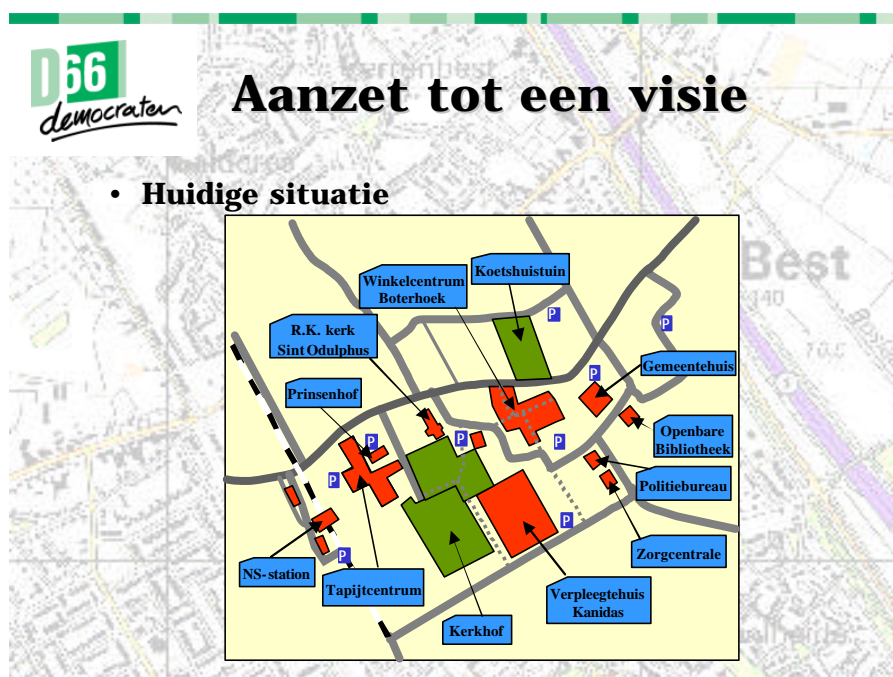 D66
democraten
Aanzet tot een visie
• Huidige situatie
Best
Koetshuistuin
Winkelcentrum
Boterhoek
P
R.K. kerk
Sint Odulphus
P
Gemeentehuis
P
Prinsenhof
Openbare
Bibliotheek
P
P
P
P
Politiebureau
P
Zorgcentrale
P
NS-station
Tapijtcentrum
Verpleegtehuis
Kanidas
Kerkhof